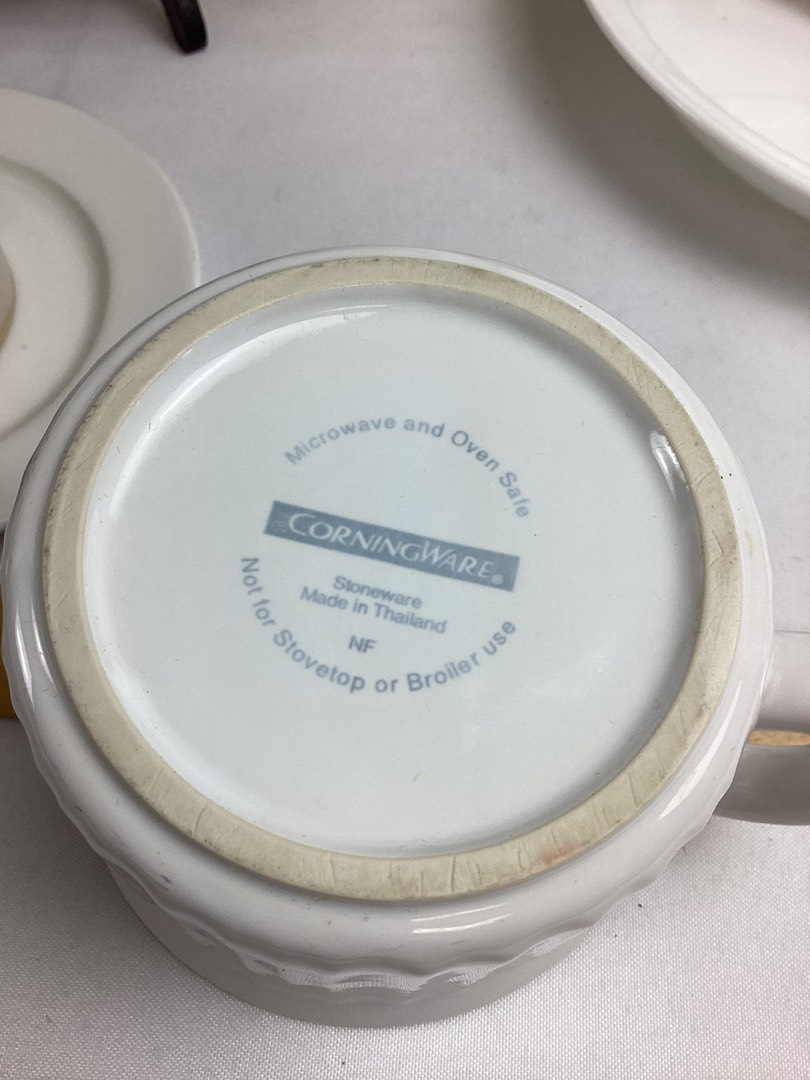 Microwave and Oven Safe
CORNINGWARE®
Stoneware
Made in Thailand
NF
Not for Stovetop or Broiler use